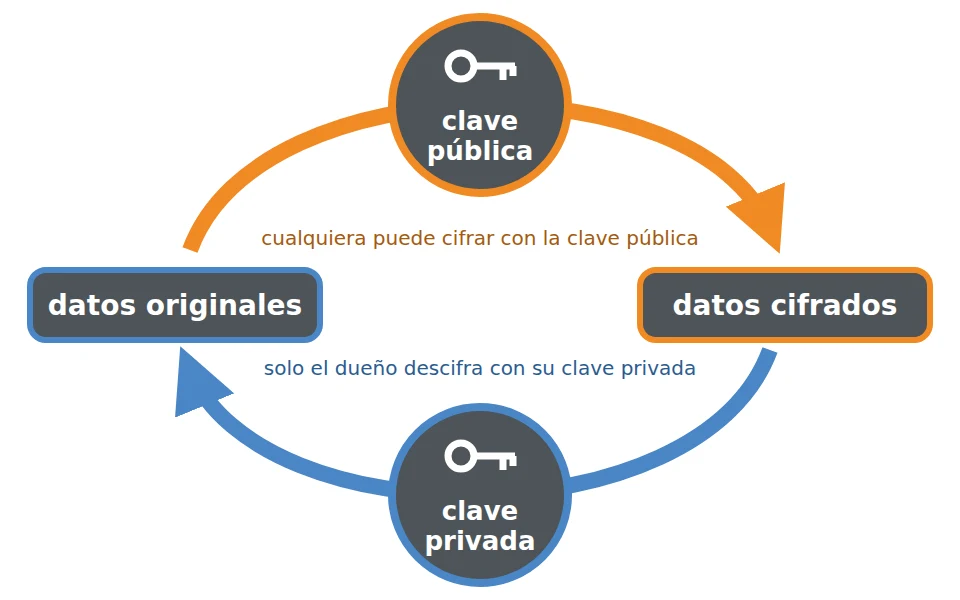 clave
pública
cualquiera puede cifrar con la clave pública
datos originales
datos cifrados
solo el dueño descifra con su clave privada
clave
privada